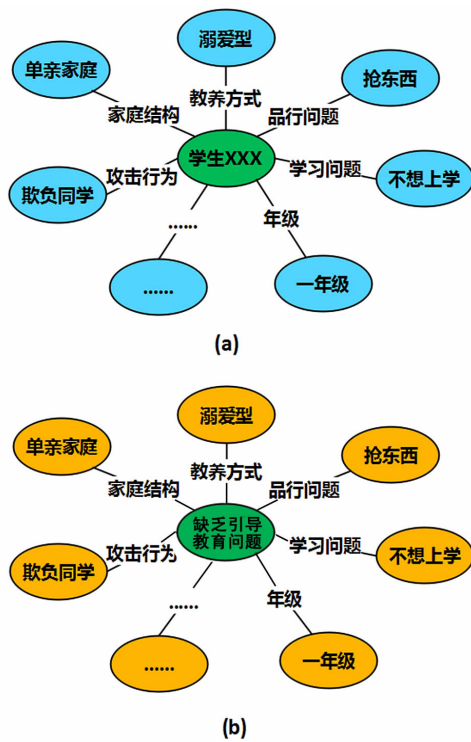 溺爱型
单亲家庭
抢东西
教养方式
家庭结构
品行问题
学生XXX
攻击行为
学习问题
欺负同学
不想上学
......
年级
......
一年级
(a)
溺爱型
单亲家庭
抢东西
教养方式
家庭结构
品行问题
缺乏引导
教育问题
攻击行为
学习问题
欺负同学
不想上学
......
年级
......
一年级
(b)